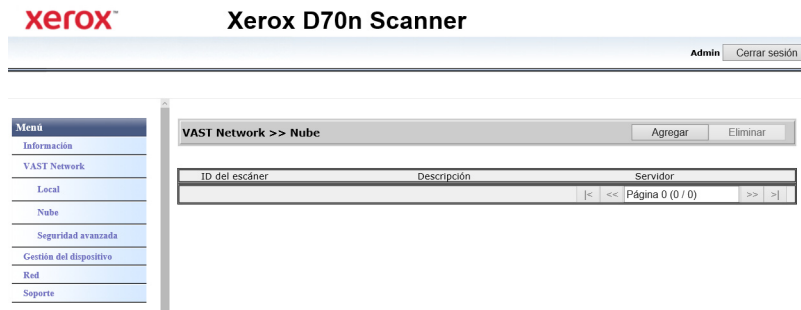 xerox™
Xerox D70n Scanner
Admin Cerrar sesión
Menú
Información
VAST Network
Local
Nube
Seguridad avanzada
Gestión del dispositivo
Red
Soporte
VAST Network >> Nube Agregar Eliminar
ID del escáner Descripción Servidor
|< << Página 0 (0 / 0) >> >|